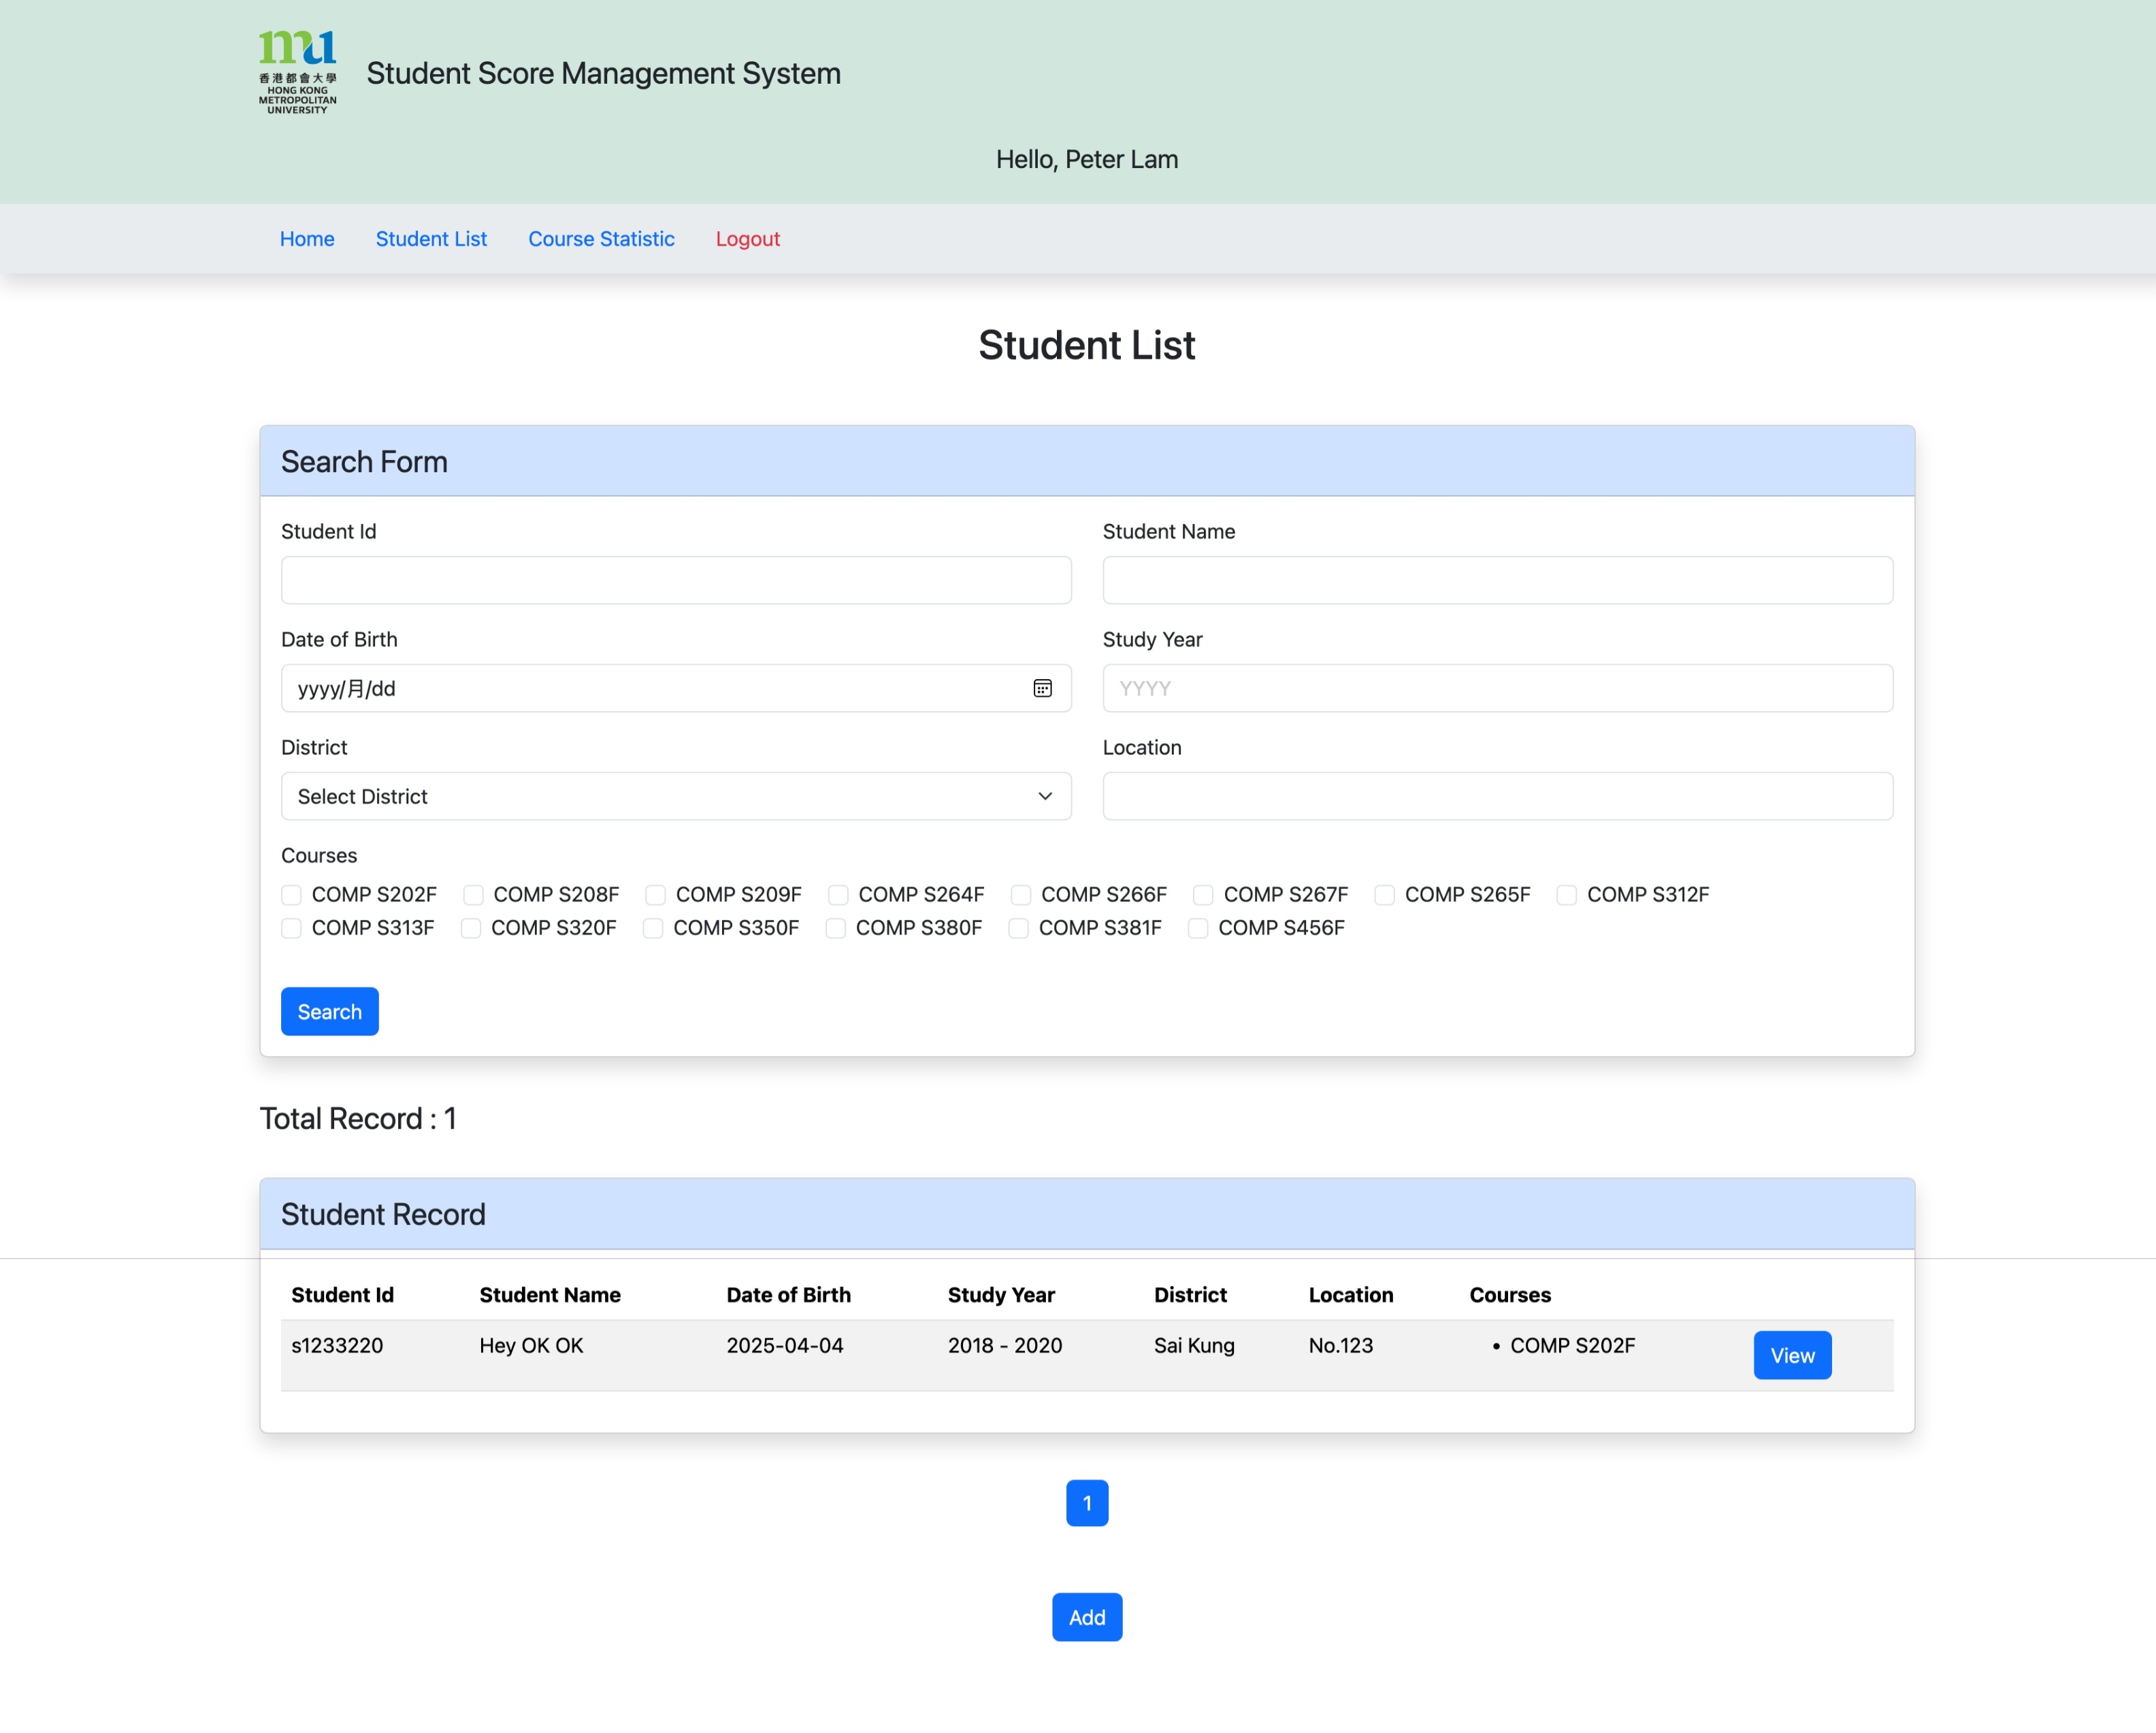 mu
香港都會大學
HONG KONG
METROPOLITAN
UNIVERSITY
Student Score Management System
Hello, Peter Lam
Home Student List Course Statistic Logout
Student List
Search Form
Student Id Student Name
Date of Birth Study Year
yyyy/月/dd YYYY
District Location
Select District
Courses
COMP S202F COMP S208F COMP S209F COMP S264F COMP S266F COMP S267F COMP S265F COMP S312F
COMP S313F COMP S320F COMP S350F COMP S380F COMP S381F COMP S456F
Search
Total Record : 1
Student Record
Student Id Student Name Date of Birth Study Year District Location Courses
s1233220 Hey OK OK 2025-04-04 2018 - 2020 Sai Kung No.123 • COMP S202F View
1
Add